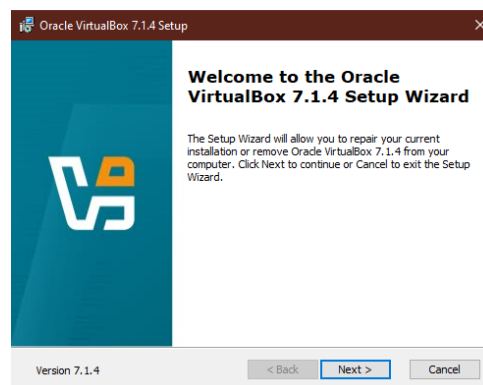 Oracle VirtualBox 7.1.4 Setup
Welcome to the Oracle
VirtualBox 7.1.4 Setup Wizard
The Setup Wizard will allow you to repair your current
installation or remove Oracle VirtualBox 7.1.4 from your
computer. Click Next to continue or Cancel to exit the Setup
Wizard.
Version 7.1.4
< Back
Next >
Cancel